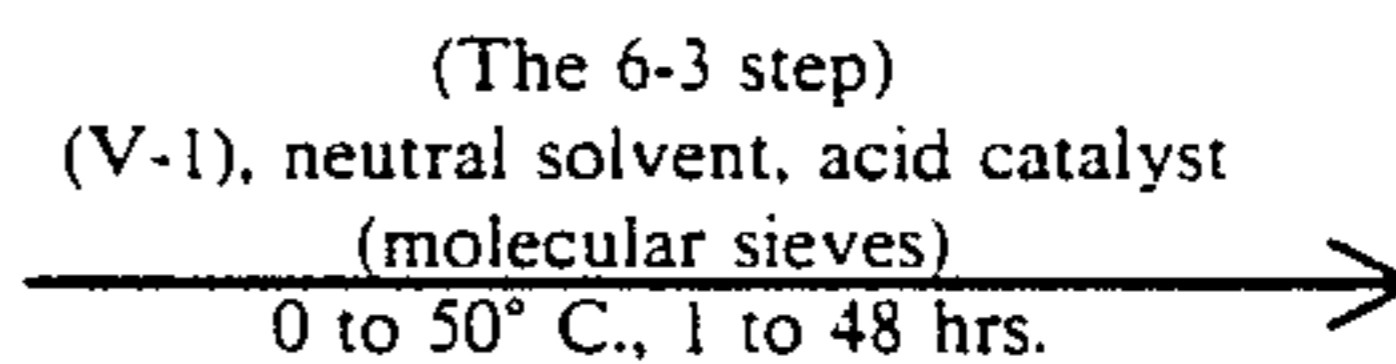 (The 6-3 step)
(V-1), neutral solvent, acid catalyst
(molecular sieves)
0 to 50° C., 1 to 48 hrs.